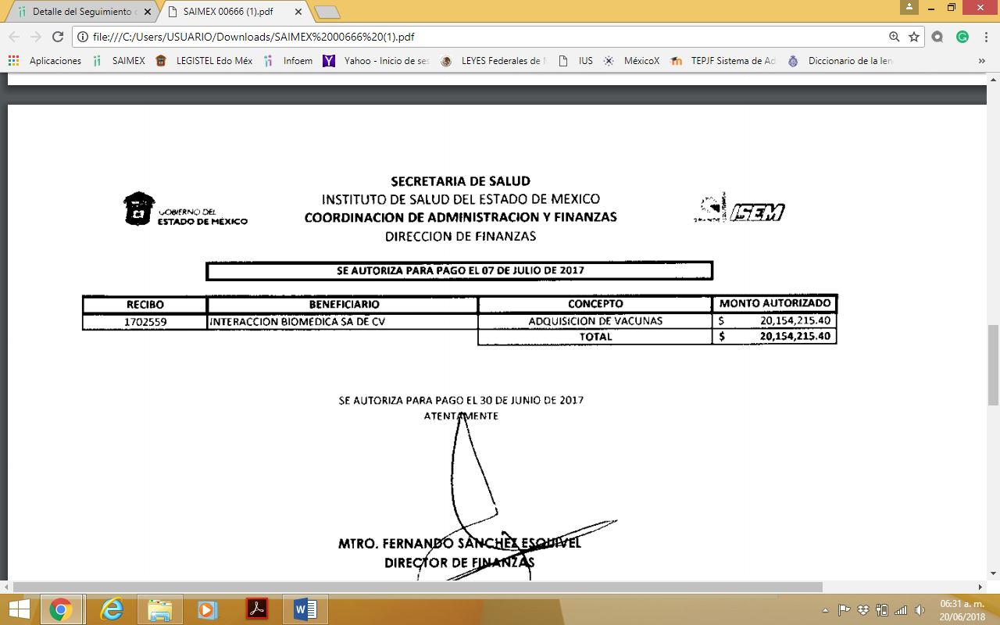 Detalle del Seguimiento
SAIMEX 00666 (1).pdf
file:///C:/Users/USUARIO/Downloads/SAIMEX%2000666%20(1).pdf
Aplicaciones
SAIMEX
LEGISTEL Edo Méx
Infoem
Yahoo - Inicio de ses
LEYES Federales de
IUS
MéxicoX
TEPJF Sistema de Ad
Diccionario de la len
»
SECRETARIA DE SALUD
INSTITUTO DE SALUD DEL ESTADO DE MEXICO
COORDINACION DE ADMINISTRACION Y FINANZAS
DIRECCION DE FINANZAS
GOBIERNO DEL
ESTADO DE MÉXICO
ISEM
SE AUTORIZA PARA PAGO EL 07 DE JULIO DE 2017
RECIBO BENEFICIARIO CONCEPTO MONTO AUTORIZADO
1702559 INTERACCION BIOMEDICA SA DE CV ADQUISICION DE VACUNAS $ 20,154,215.40
TOTAL $ 20,154,215.40
SE AUTORIZA PARA PAGO EL 30 DE JUNIO DE 2017
ATENTAMENTE
MTRO. FERNANDO SÁNCHEZ ESQUIVEL
DIRECTOR DE FINANZAS
06:31 a. m.
20/06/2018